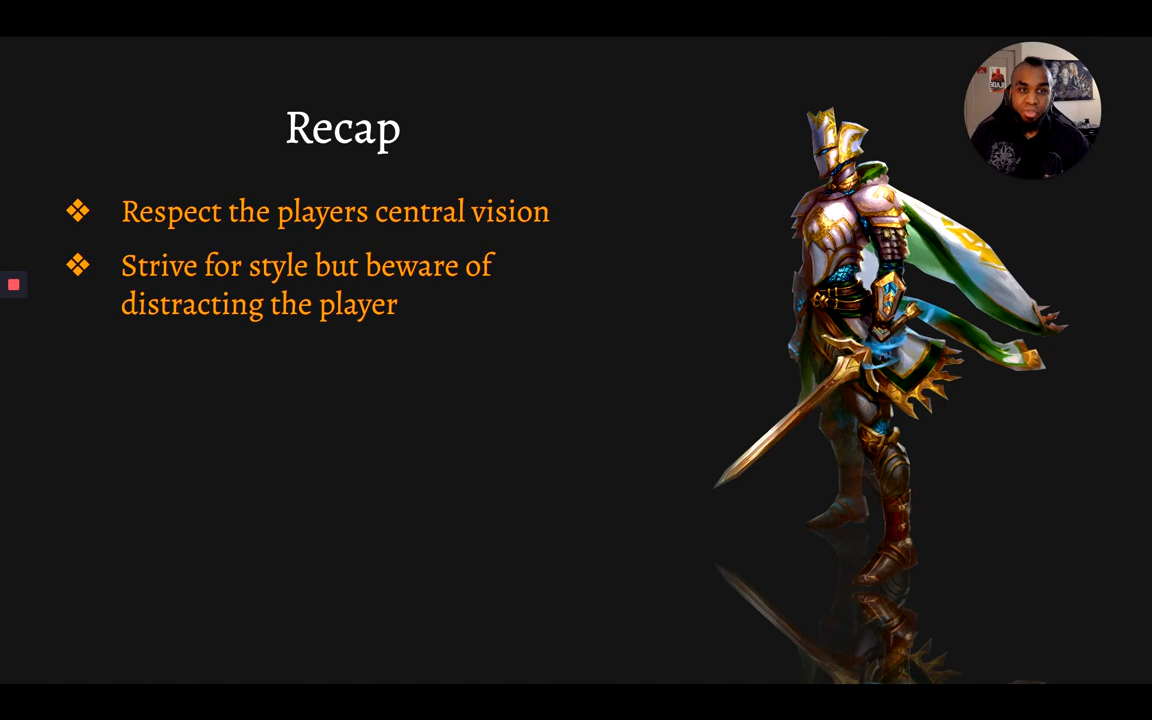 Recap
❖ Respect the players central vision
❖ Strive for style but beware of
distracting the player